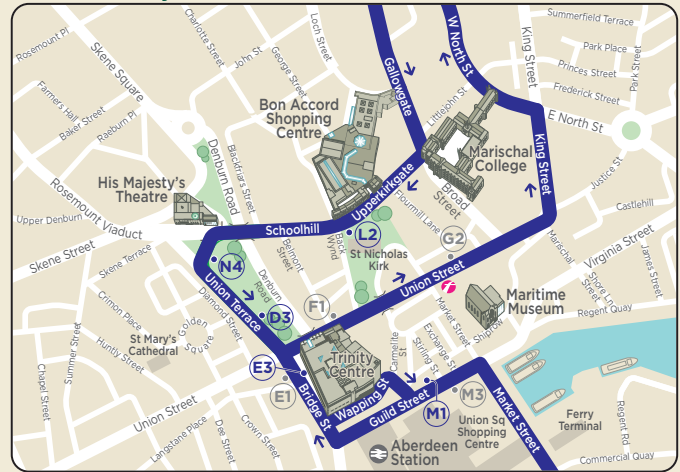 Rosemount Pl
Skene Square
Charlotte Street
John St
George Street
Loch Street
Gallowgate
W North St
King Street
Summerfield Terrace
Park Place
Princes Street
Park Street
Frederick Street
E North St
Littlejohn St
Farmers Hall
Baker Street
Raeburn Pl
Bon Accord
Shopping
Centre
Marischal
College
King Street
Justice St
Blackfriars Street
Denburn Road
His Majesty's
Theatre
Rosemount Viaduct
Upper Denburn
Skene Street
Skene Terrace
Schoolhill
Upperkirkgate
Broad
Street
Flourmill Lane
Castlehill
Marischal
Virginia Street
James Street
Shore Ln
Street
Regent Quay
Back
Wynd
L2
St Nicholas
Kirk
G2
Belmont
Street
N4
Union Terrace
Denburn
Road
D3
F1
Union Street
Market Street
Maritime
Museum
Shiprow
Crimon Place
Diamond Street
Golden
Square
St Mary's
Cathedral
Huntly Street
Summer Street
Chapel Street
Union Street
E3
E1
Trinity
Centre
Carmelite
St
Exchange St
Stirling St
Bridge St
Wapping St
Guild Street
M1
M3
Market Street
Union Sq
Shopping
Centre
Aberdeen
Station
Ferry
Terminal
Regent Rd
Commercial Quay
Langstane Place
Dee Street
Crown Street